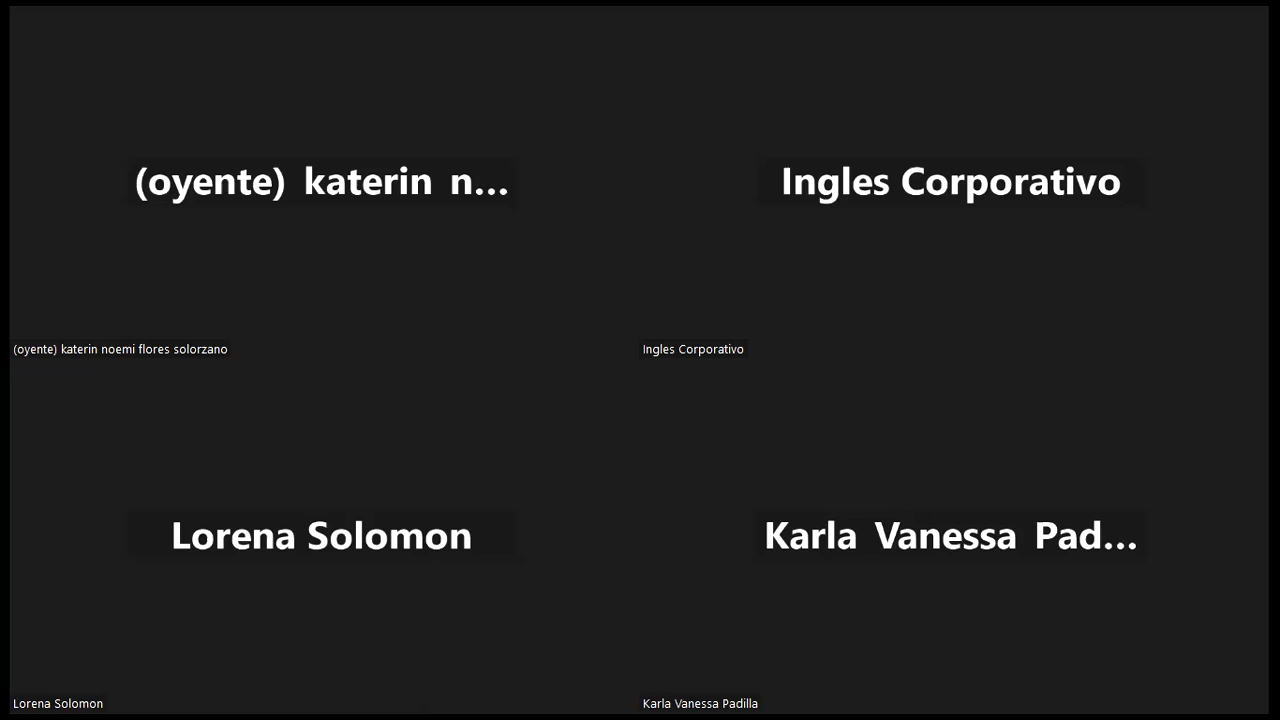 (oyente) katerin n...
Ingles Corporativo
(oyente) katerin noemi flores solorzano
Ingles Corporativo
Lorena Solomon
Karla Vanessa Pad...
Lorena Solomon
Karla Vanessa Padilla